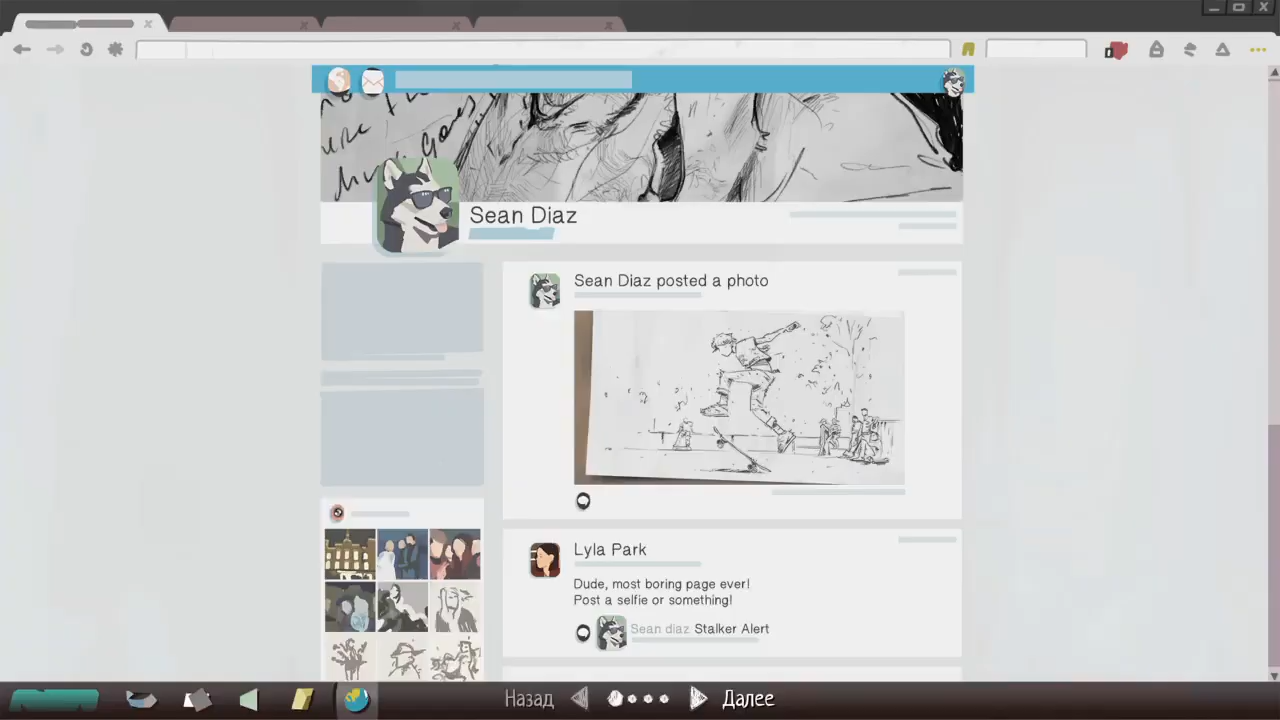 Sean Diaz
Sean Diaz posted a photo
Lyla Park
Dude, most boring page ever!
Post a selfie or something!
Sean diaz Stalker Alert
Назад Далее